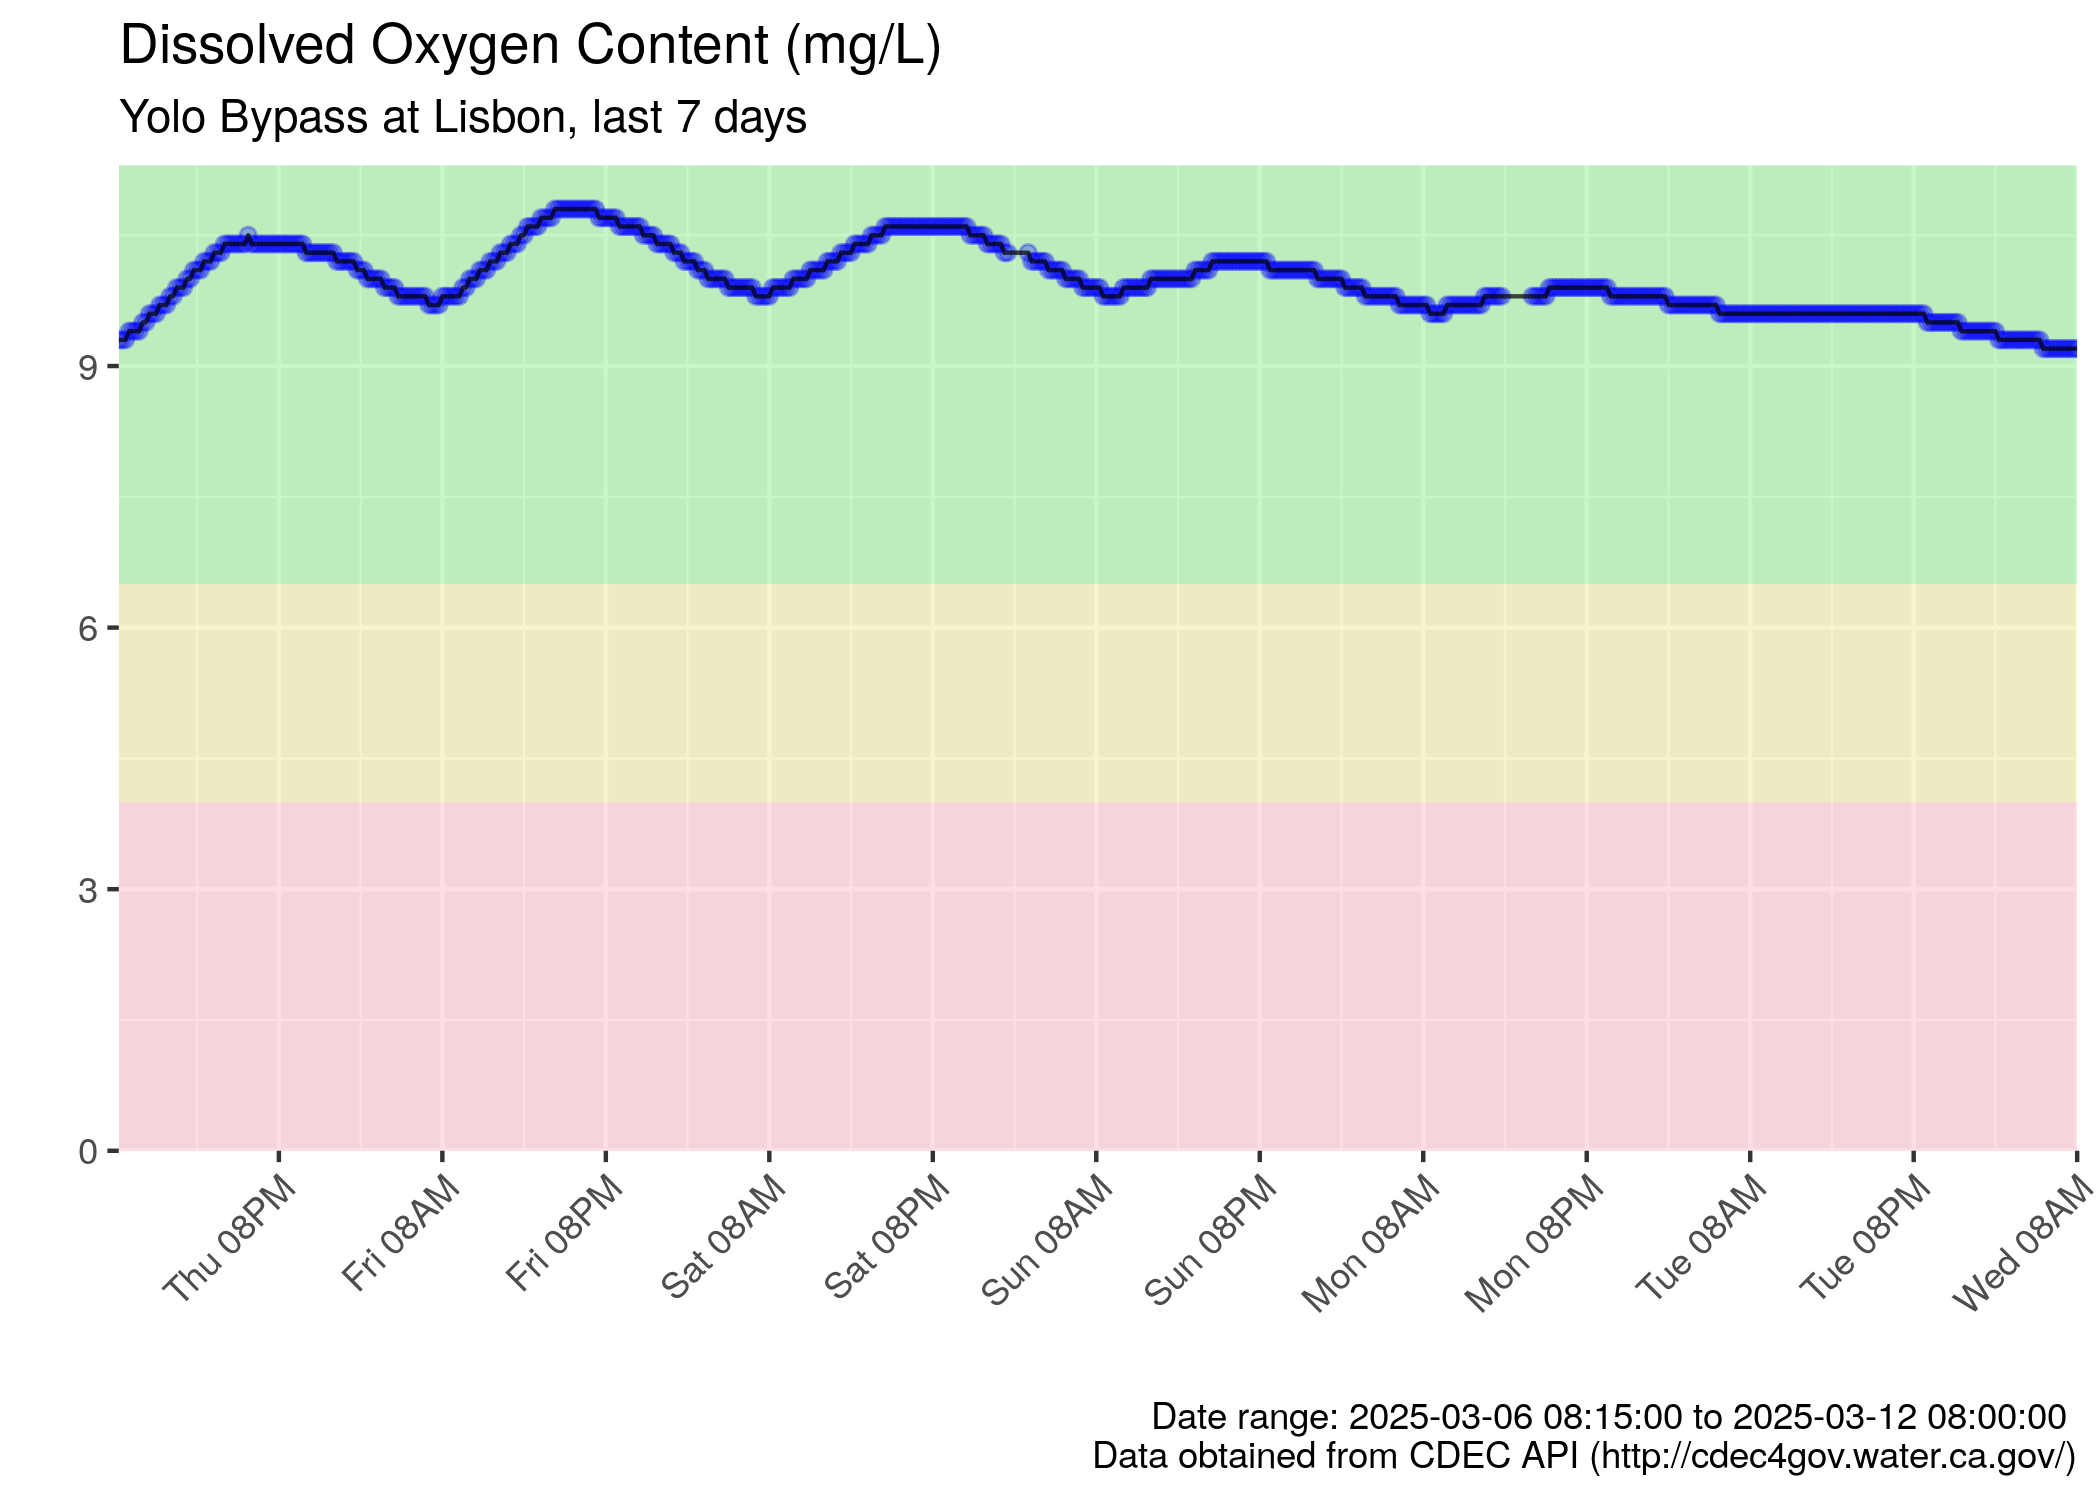 Dissolved Oxygen Content (mg/L)
Yolo Bypass at Lisbon, last 7 days
9
6
3
0
Thu 08PM
Fri 08AM
Fri 08PM
Sat 08AM
Sat 08PM
Sun 08AM
Sun 08PM
Mon 08AM
Mon 08PM
Tue 08AM
Tue 08PM
Wed 08AM
Date range: 2025-03-06 08:15:00 to 2025-03-12 08:00:00
Data obtained from CDEC API (http://cdec4gov.water.ca.gov/)